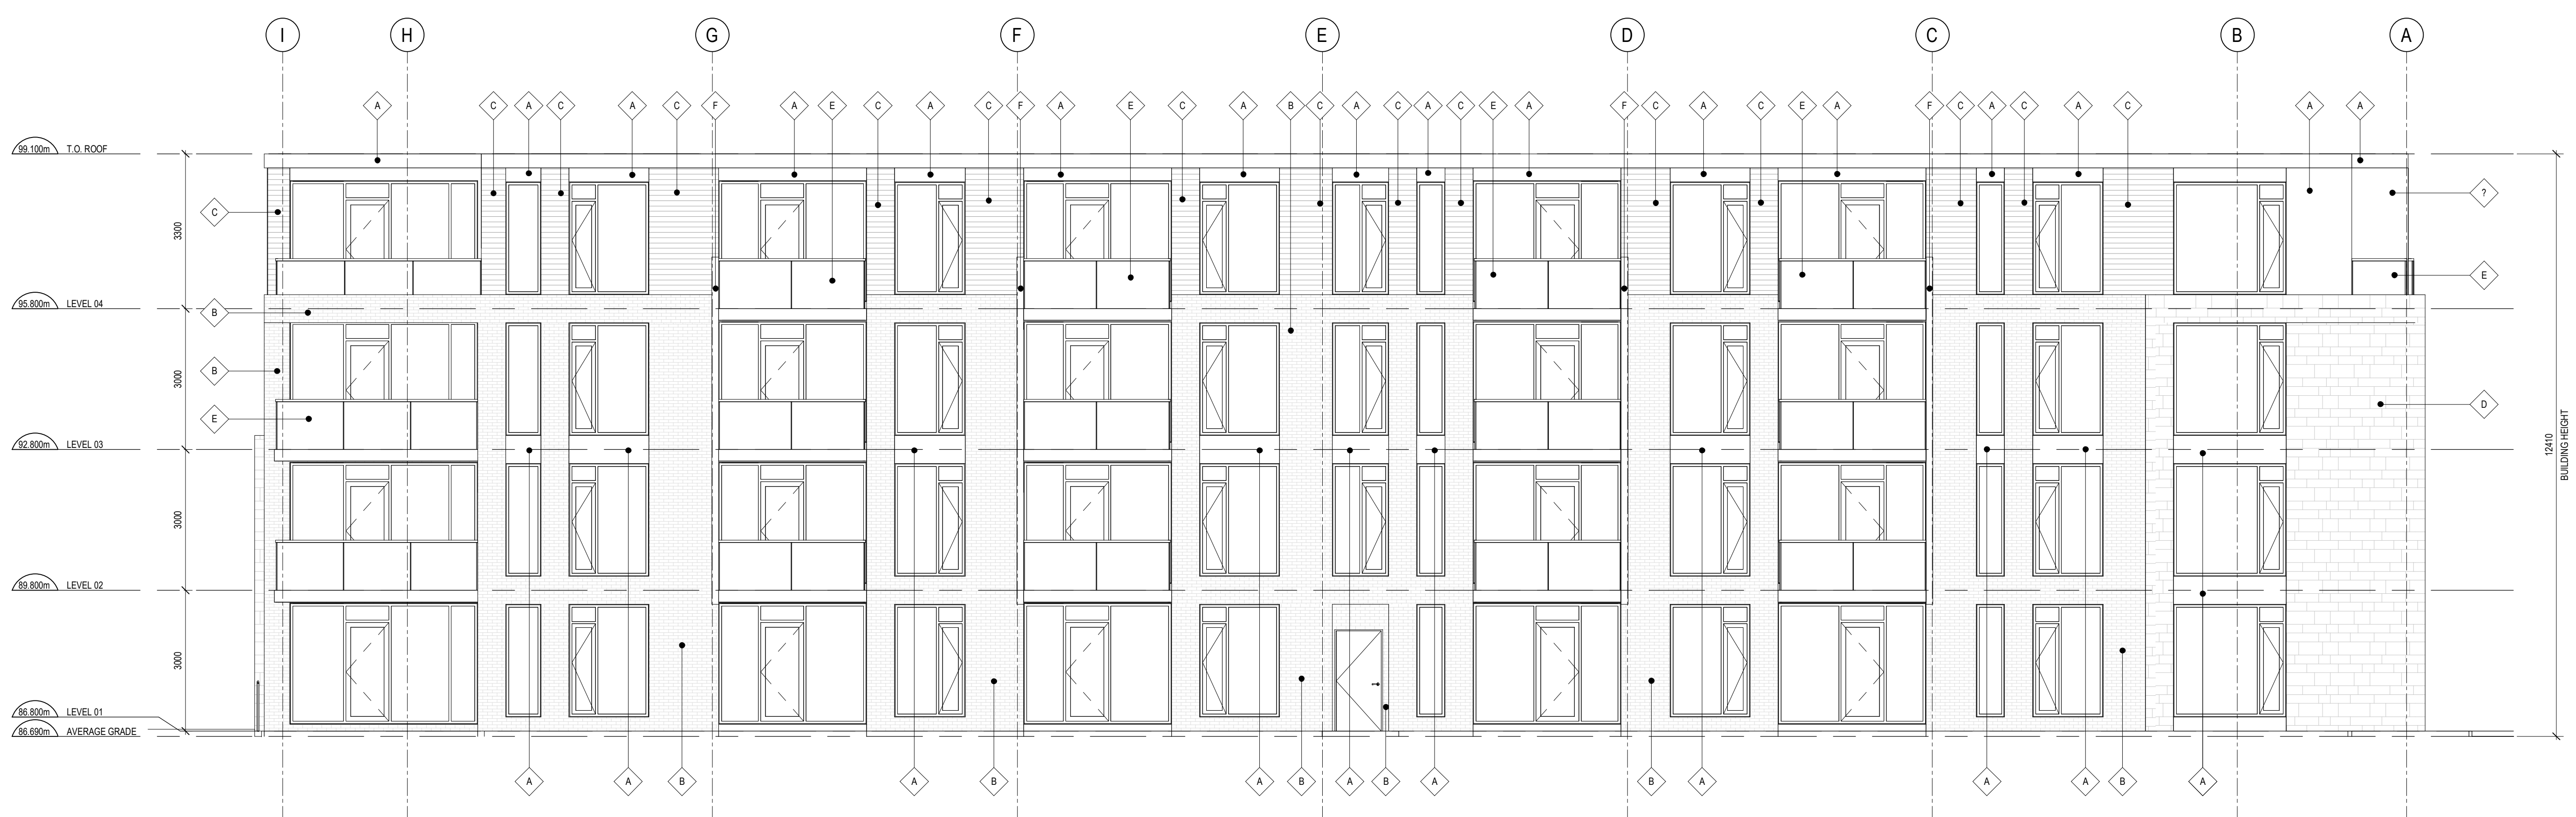 I H G F E D C B A
A C A C A C F A E C A C F A E C A B C A C A C E A F C A C E A F C A C A C A A
99.100m T.O. ROOF
C
?
3300
E
95.800m LEVEL 04
B
B
3000
E
D
92.800m LEVEL 03
12410
BUILDING HEIGHT
3000
89.800m LEVEL 02
3000
86.800m LEVEL 01
86.690m AVERAGE GRADE
A A B A B A B A B A B A A A B A